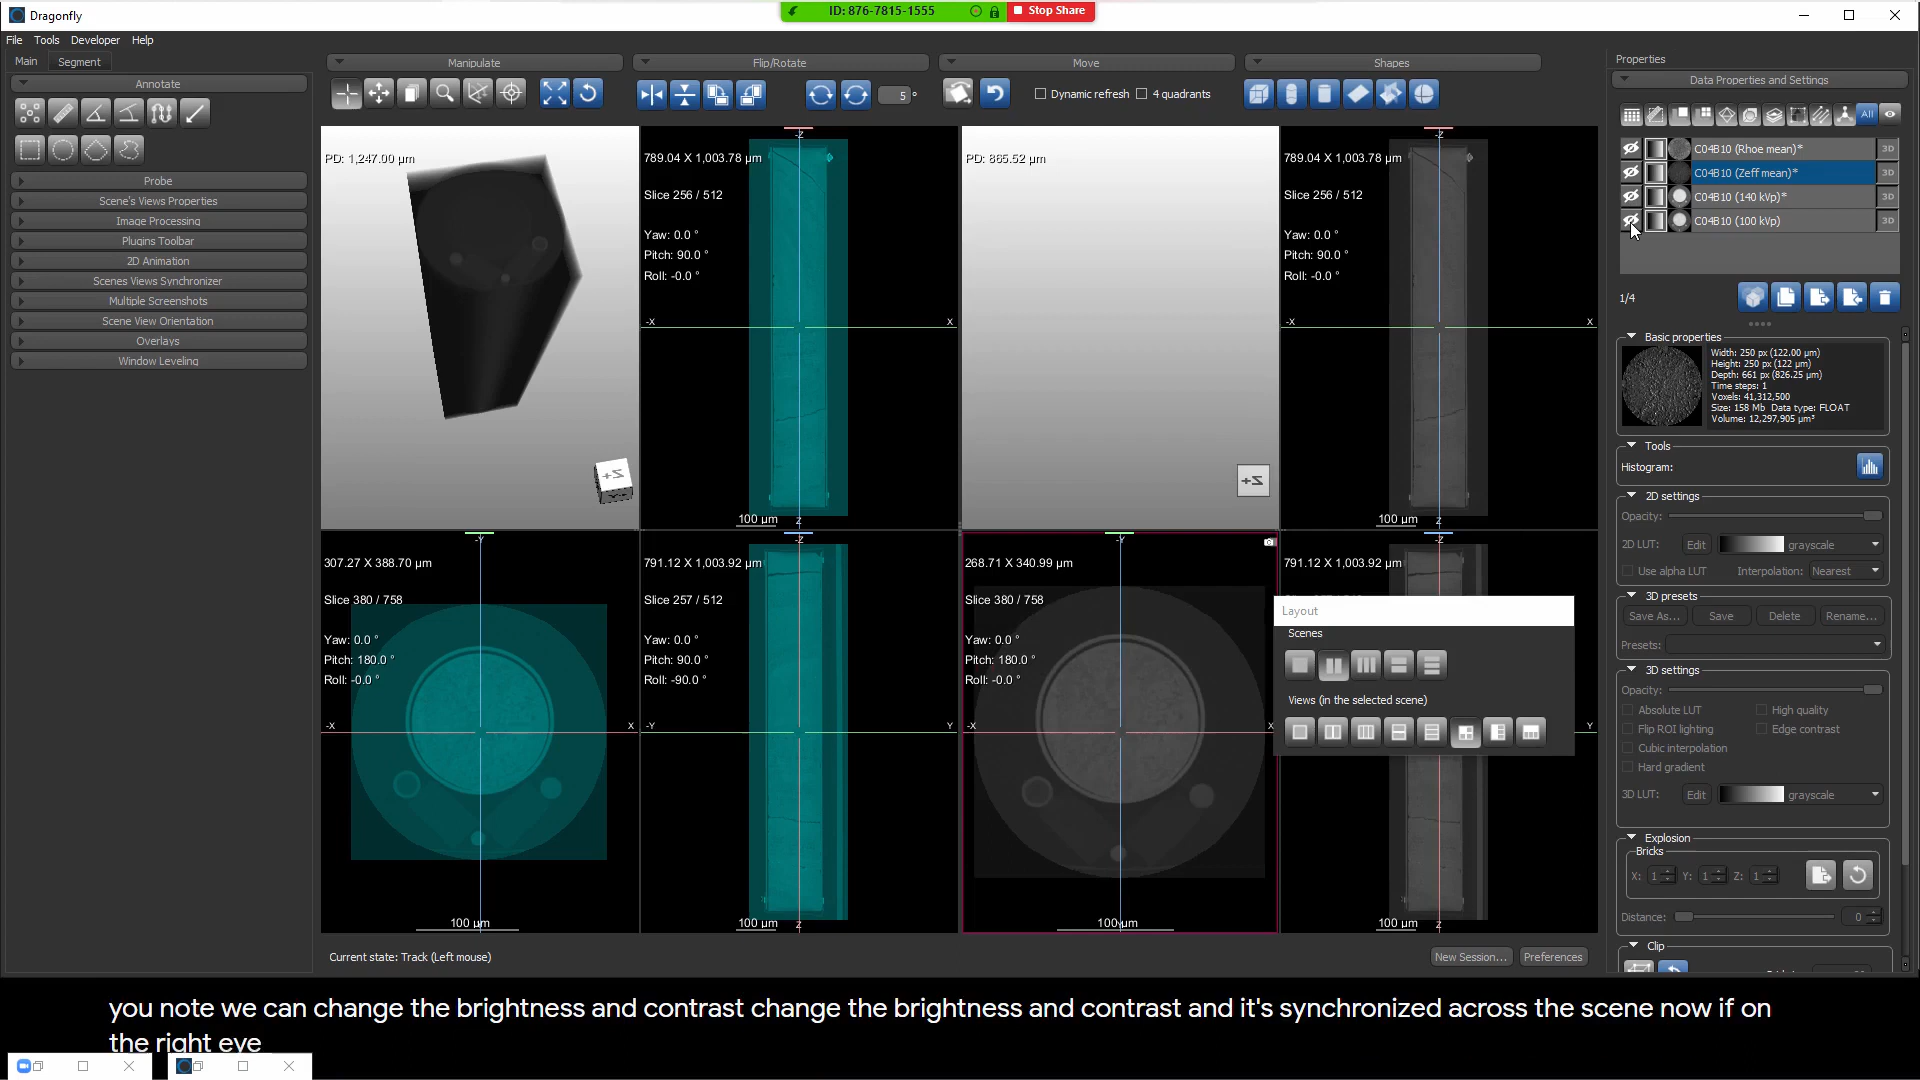 Dragonfly
ID: 876-7815-1555
Stop Share
File Tools Developer Help
Main Segment
Annotate
Probe
Scene's Views Properties
Image Processing
Plugins Toolbar
2D Animation
Scenes Views Synchronizer
Multiple Screenshots
Scene View Orientation
Overlays
Window Leveling
Manipulate
Flip/Rotate
5 °
Move
Dynamic refresh 4 quadrants
Shapes
PD: 1,247.00 µm
+Z
-Z
789.04 X 1,003.78 µm
Slice 256 / 512
Yaw: 0.0 °
Pitch: 90.0 °
Roll: -0.0 °
-X X
100 µm Z
PD: 865.52 µm
+Z
-Z
789.04 X 1,003.78 µm
Slice 256 / 512
Yaw: 0.0 °
Pitch: 90.0 °
Roll: -0.0 °
-X X
100 µm Z
-Y
307.27 X 388.70 µm
Slice 380 / 758
Yaw: 0.0 °
Pitch: 180.0 °
Roll: -0.0 °
-X X
100 µm
-Z
791.12 X 1,003.92 µm
Slice 257 / 512
Yaw: 0.0 °
Pitch: 90.0 °
Roll: -90.0 °
-Y Y
100 µm Z
-Y
268.71 X 340.99 µm
Slice 380 / 758
Yaw: 0.0 °
Pitch: 180.0 °
Roll: -0.0 °
-X X
100 µm
-Z
791.12 X 1,003.92 µm
Y
100 µm Z
Layout
Scenes
Views (in the selected scene)
Current state: Track (Left mouse)
New Session... Preferences
Properties
Data Properties and Settings
All
C04B10 (Rhoe mean)* 3D
C04B10 (Zeff mean)* 3D
C04B10 (140 kVp)* 3D
C04B10 (100 kVp) 3D
1/4
Basic properties
Width: 250 px (122.00 µm)
Height: 250 px (122 µm)
Depth: 661 px (826.25 µm)
Time steps: 1
Voxels: 41,312,500
Size: 158 Mb Data type: FLOAT
Volume: 12,297,905 µm³
Tools
Histogram:
2D settings
Opacity:
2D LUT: Edit grayscale
Use alpha LUT Interpolation: Nearest
3D presets
Save As... Save Delete Rename...
Presets:
3D settings
Opacity:
Absolute LUT High quality
Flip ROI lighting Edge contrast
Cubic interpolation
Hard gradient
3D LUT: Edit grayscale
Explosion
Bricks
X: 1 Y: 1 Z: 1
Distance: 0
Clip
you note we can change the brightness and contrast change the brightness and contrast and it's synchronized across the scene now if on
the right eye